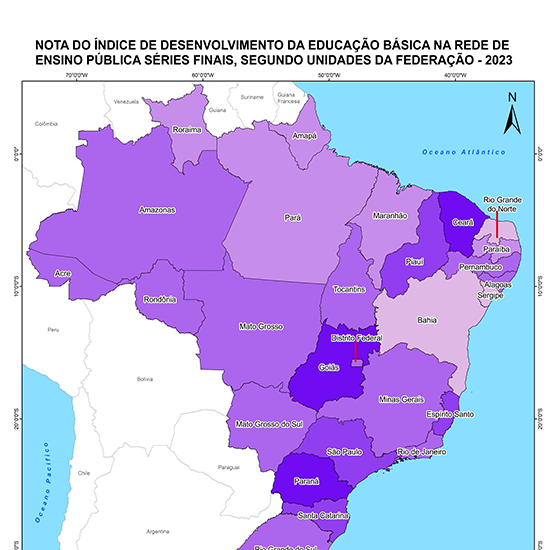 NOTA DO ÍNDICE DE DESENVOLVIMENTO DA EDUCAÇÃO BÁSICA NA REDE DE
ENSINO PÚBLICA SÉRIES FINAIS, SEGUNDO UNIDADES DA FEDERAÇÃO - 2023
70°0'0"W
60°0'0"W
50°0'0"W
40°0'0"W
Venezuela
Guiana
Suriname
Guiana
Francesa
Colômbia
N
Roraima
Amapá
Oceano Atlântico
0°0'0"
0°0'0"
Rio Grande
do Norte
Amazonas
Pará
Maranhão
Ceará
Paraíba
Piauí
Pernambuco
Acre
Alagoas
Tocantins
Sergipe
10°0'0"S
10°0'0"S
Rondônia
Bahia
Mato Grosso
Peru
Distrito Federal
Goiás
Bolívia
Minas Gerais
Espírito Santo
20°0'0"S
20°0'0"S
Mato Grosso do Sul
São Paulo
Rio de Janeiro
Oceano Pacífico
Chile
Paraguai
Paraná
Santa Catarina
Argentina
Rio Grande do Sul